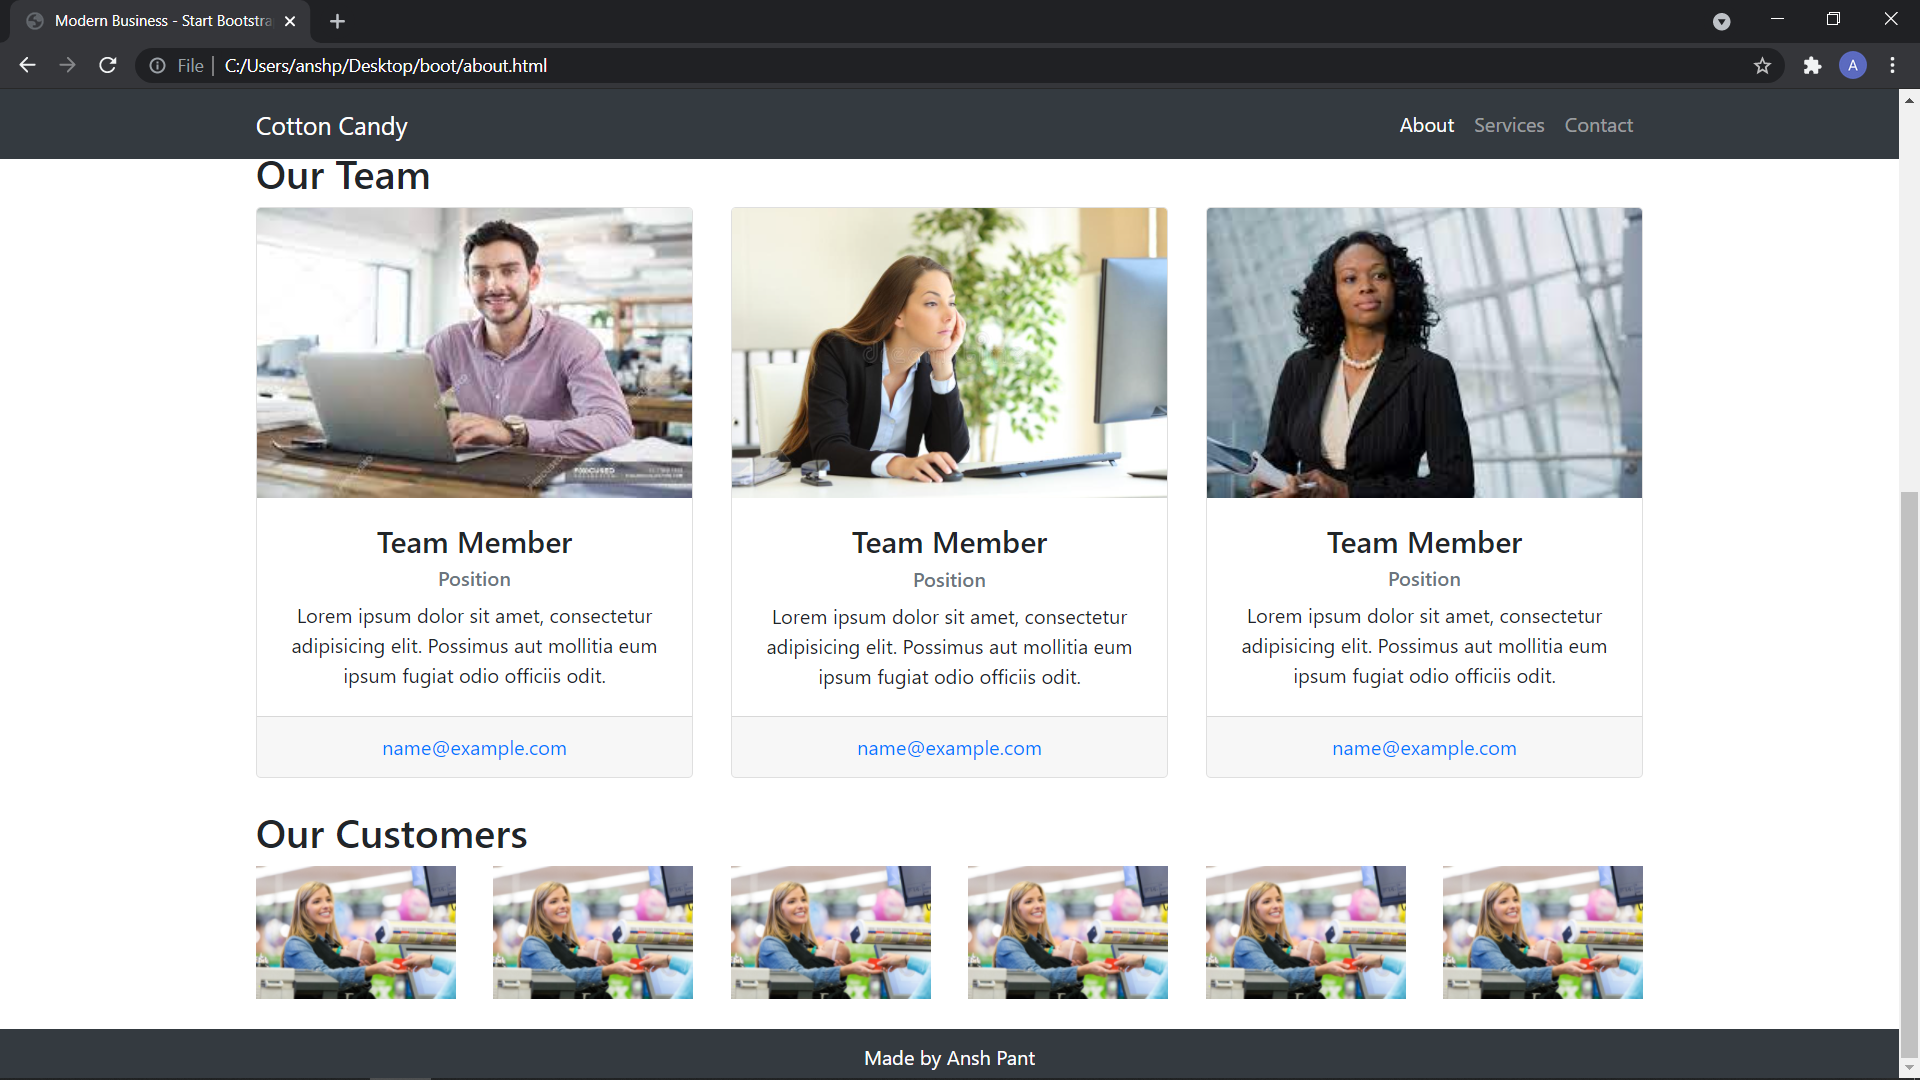 Modern Business - Start Bootstra
File
C:/Users/anshp/Desktop/boot/about.html
A
Cotton Candy
About Services Contact
Our Team
Team Member
Position
Lorem ipsum dolor sit amet, consectetur
adipisicing elit. Possimus aut mollitia eum
ipsum fugiat odio officiis odit.
name@example.com
Team Member
Position
Lorem ipsum dolor sit amet, consectetur
adipisicing elit. Possimus aut mollitia eum
ipsum fugiat odio officiis odit.
name@example.com
Team Member
Position
Lorem ipsum dolor sit amet, consectetur
adipisicing elit. Possimus aut mollitia eum
ipsum fugiat odio officiis odit.
name@example.com
Our Customers
Made by Ansh Pant